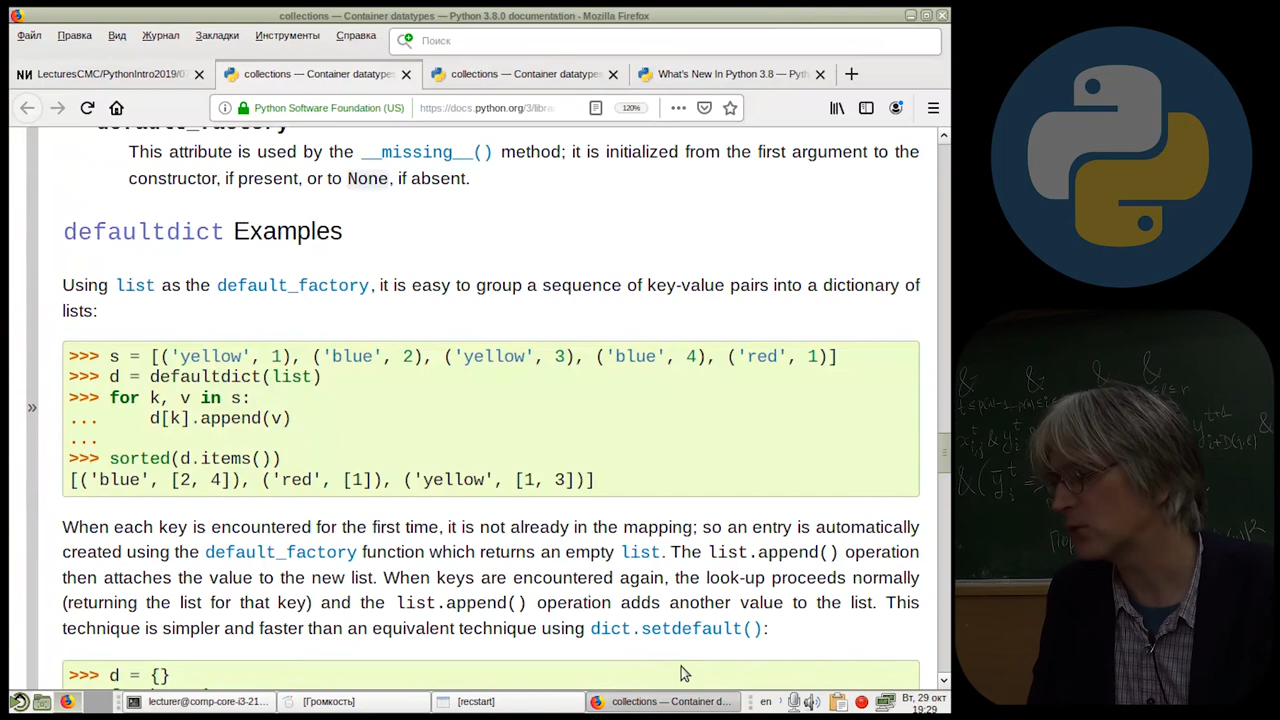 collections — Container datatypes — Python 3.8.0 documentation - Mozilla Firefox
Файл Правка Вид Журнал Закладки Инструменты Справка Поиск
LecturesCMC/PythonIntro2019/07 collections — Container datatypes collections — Container datatypes What's New In Python 3.8 — Pyth
Python Software Foundation (US) https://docs.python.org/3/libra 120%
default_factory
This attribute is used by the __missing__() method; it is initialized from the first argument to the
constructor, if present, or to None, if absent.
defaultdict Examples
Using list as the default_factory, it is easy to group a sequence of key-value pairs into a dictionary of
lists:
>>> s = [('yellow', 1), ('blue', 2), ('yellow', 3), ('blue', 4), ('red', 1)]
>>> d = defaultdict(list)
>>> for k, v in s:
...     d[k].append(v)
...
>>> sorted(d.items())
[('blue', [2, 4]), ('red', [1]), ('yellow', [1, 3])]
When each key is encountered for the first time, it is not already in the mapping; so an entry is automatically
created using the default_factory function which returns an empty list. The list.append() operation
then attaches the value to the new list. When keys are encountered again, the look-up proceeds normally
(returning the list for that key) and the list.append() operation adds another value to the list. This
technique is simpler and faster than an equivalent technique using dict.setdefault():
>>> d = {}
lecturer@comp-core-i3-21... [Громкость] [recstart] collections — Container d... en Вт, 29 окт
19:29